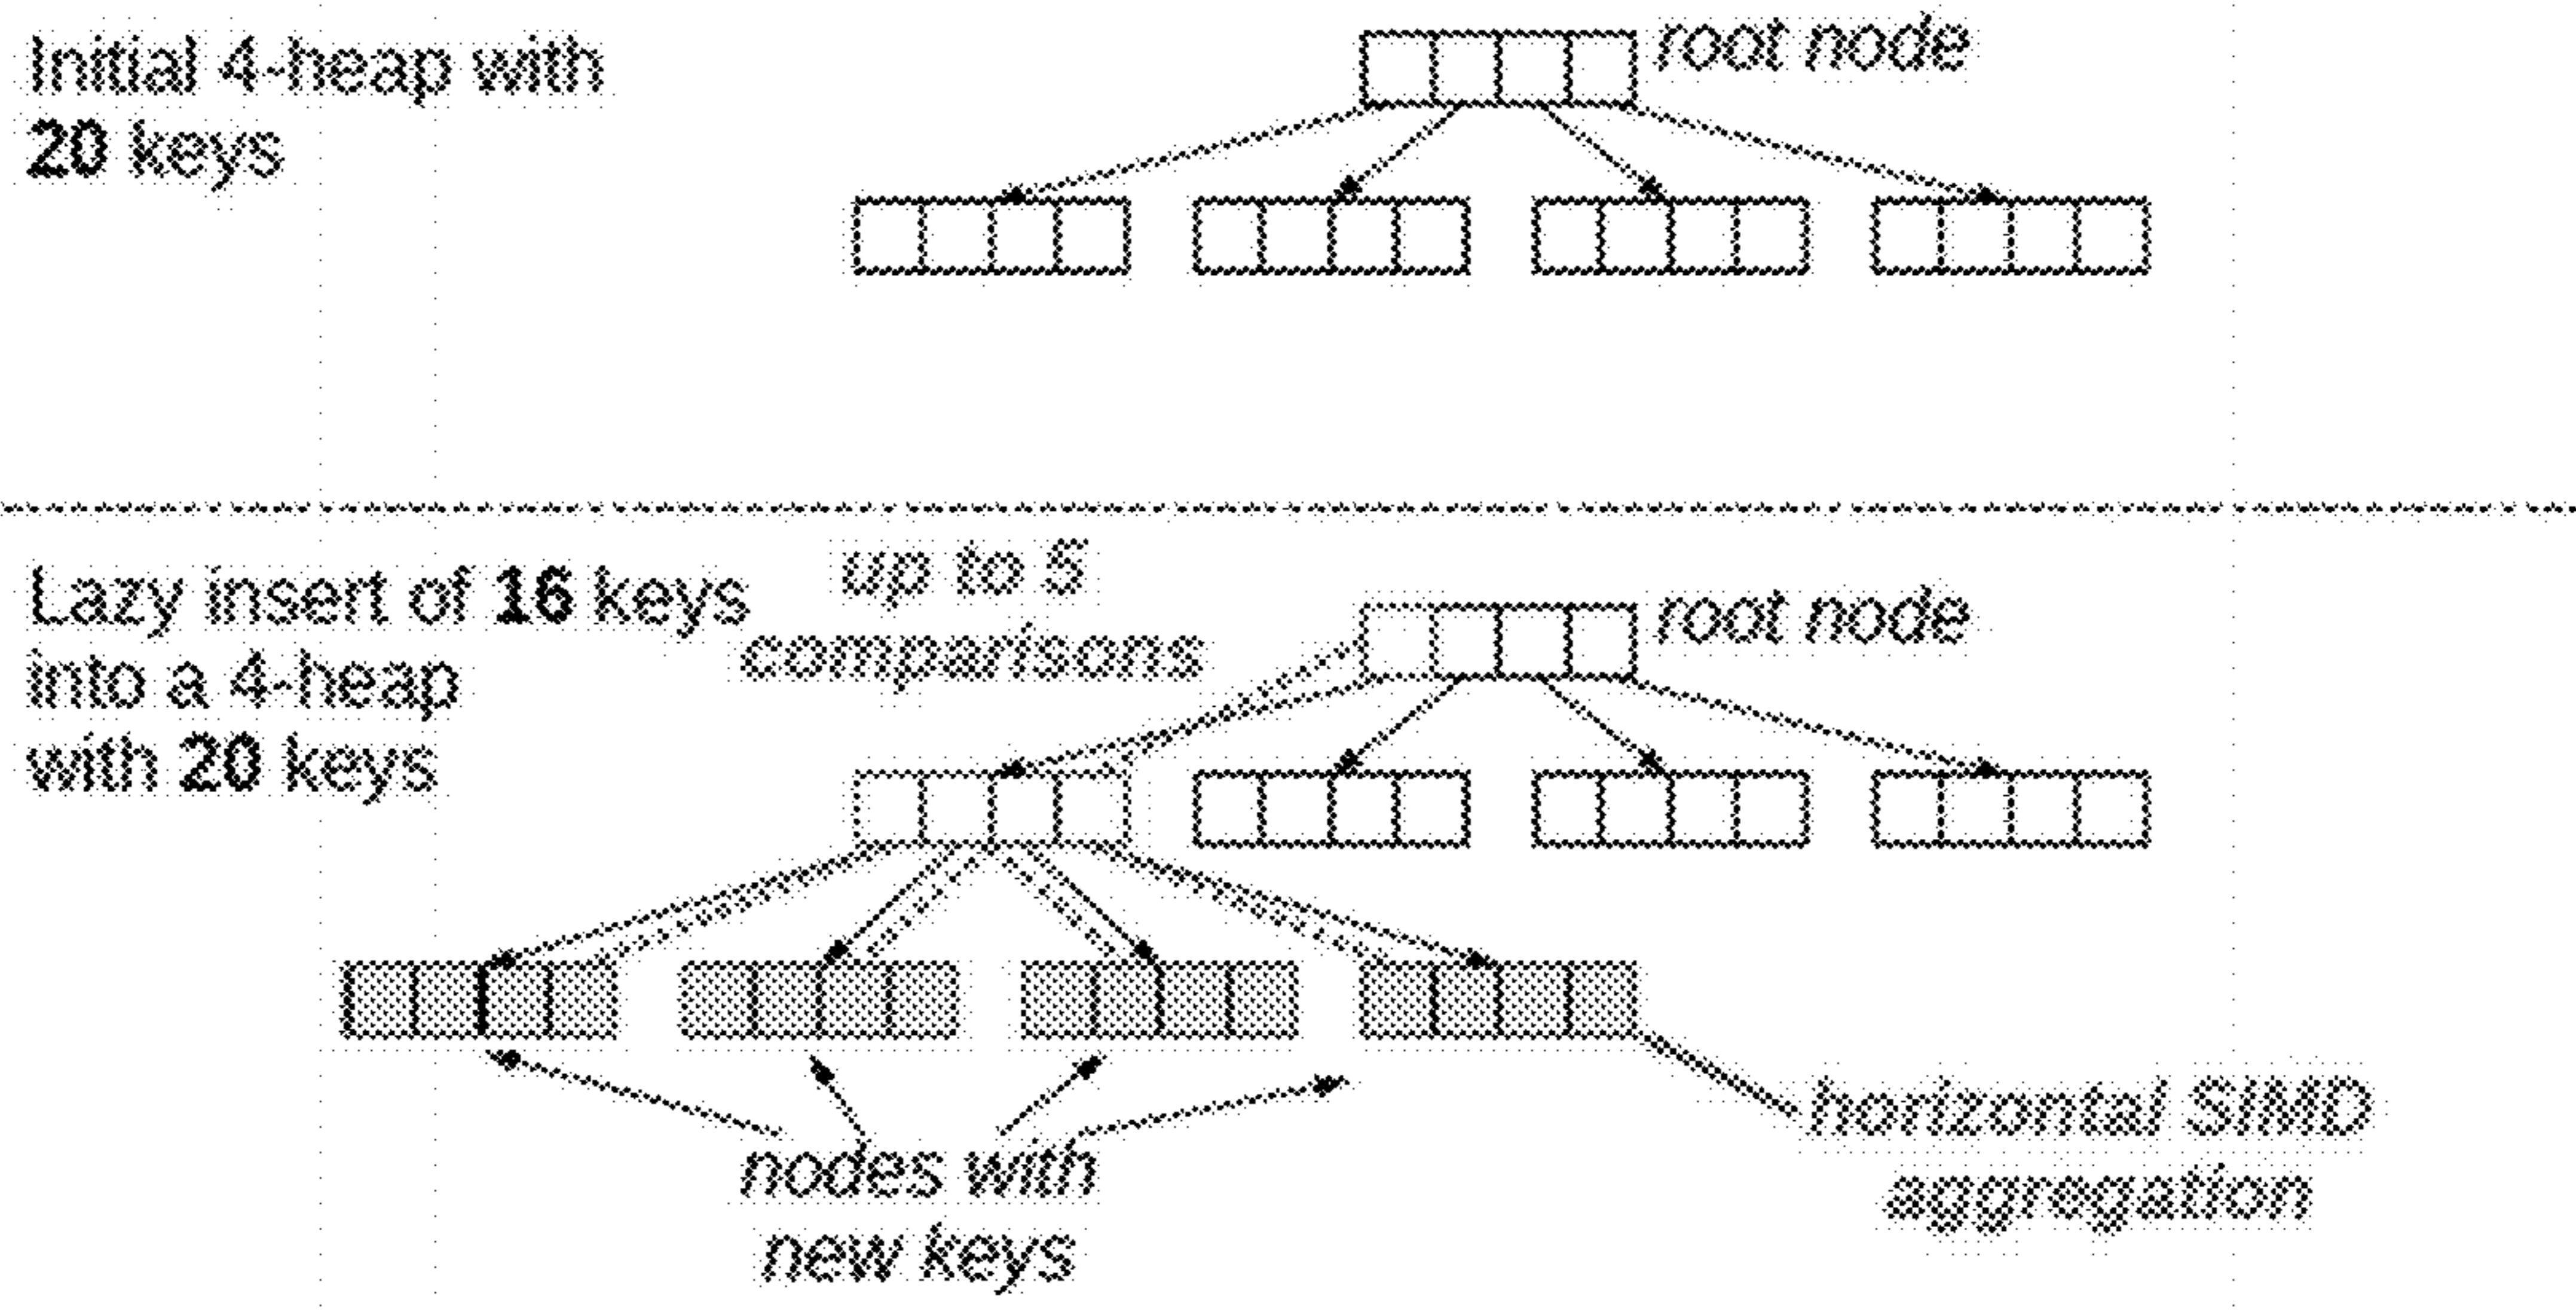 Initial 4-heap with
20 keys
root node
Lazy insert of 16 keys
into a 4-heap
with 20 keys
up to 5
comparisons
root node
nodes with
new keys
horizontal SIMD
aggregation